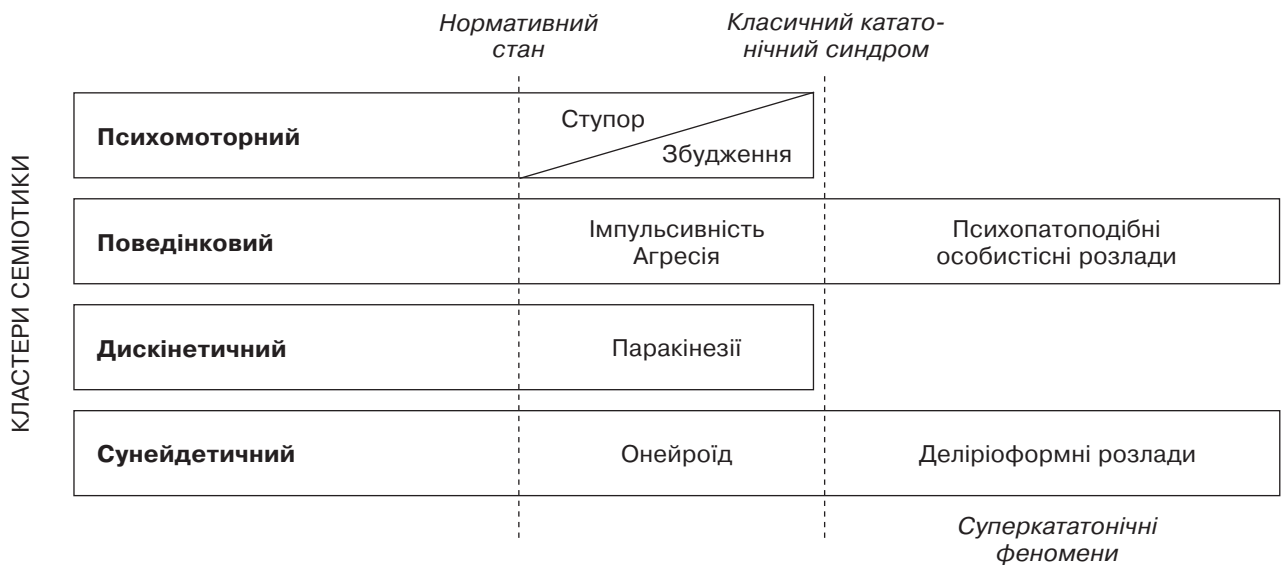 Нормативний
стан
Класичний катато-
нічний синдром
КЛАСТЕРИ СЕМІОТИКИ
Психомоторний
Ступор
Збудження
Поведінковий
Імпульсивність
Агресія
Психопатоподібні
особистісні розлади
Дискінетичний
Паракінезії
Сунейдетичний
Онейроїд
Деліріоформні розлади
Суперкататонічні
феномени